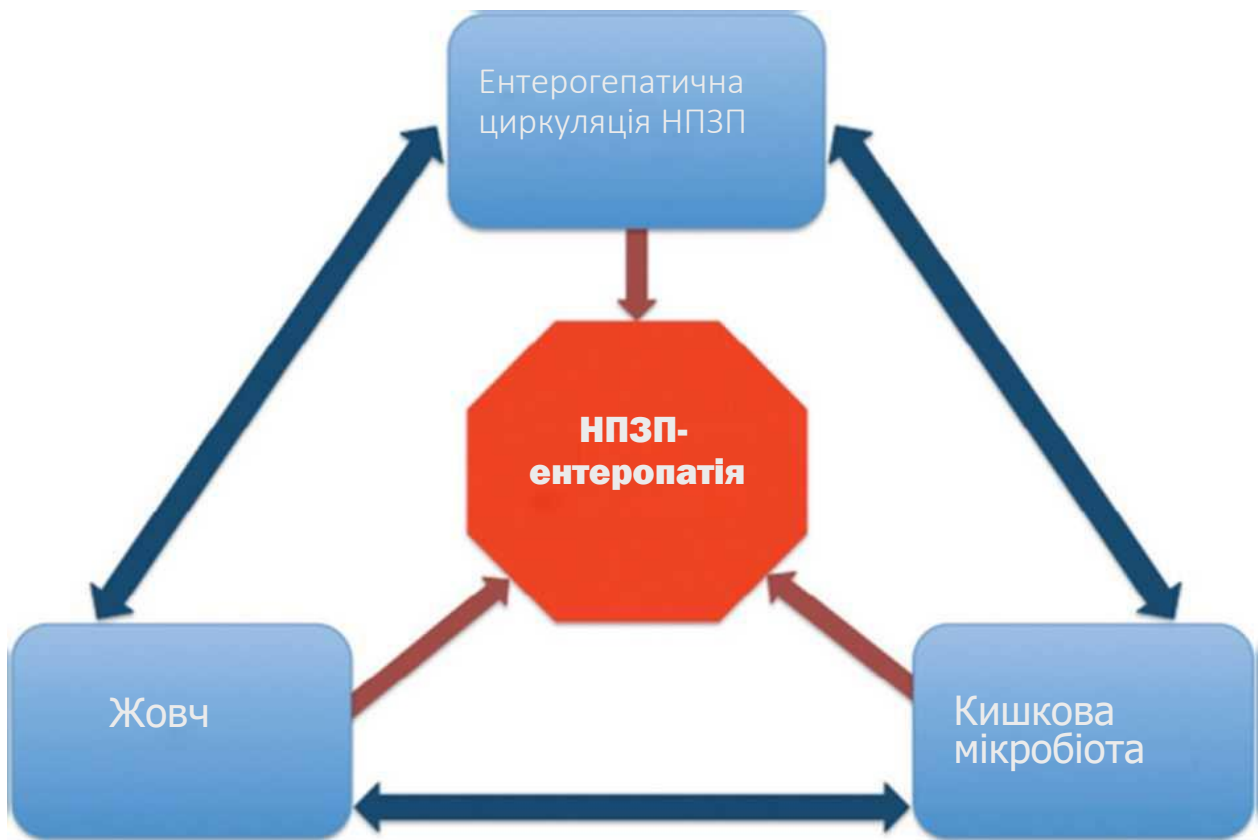 Ентерогепатична
циркуляція НПЗП
НПЗП-
ентеропатія
Жовч
Кишкова
мікробіота